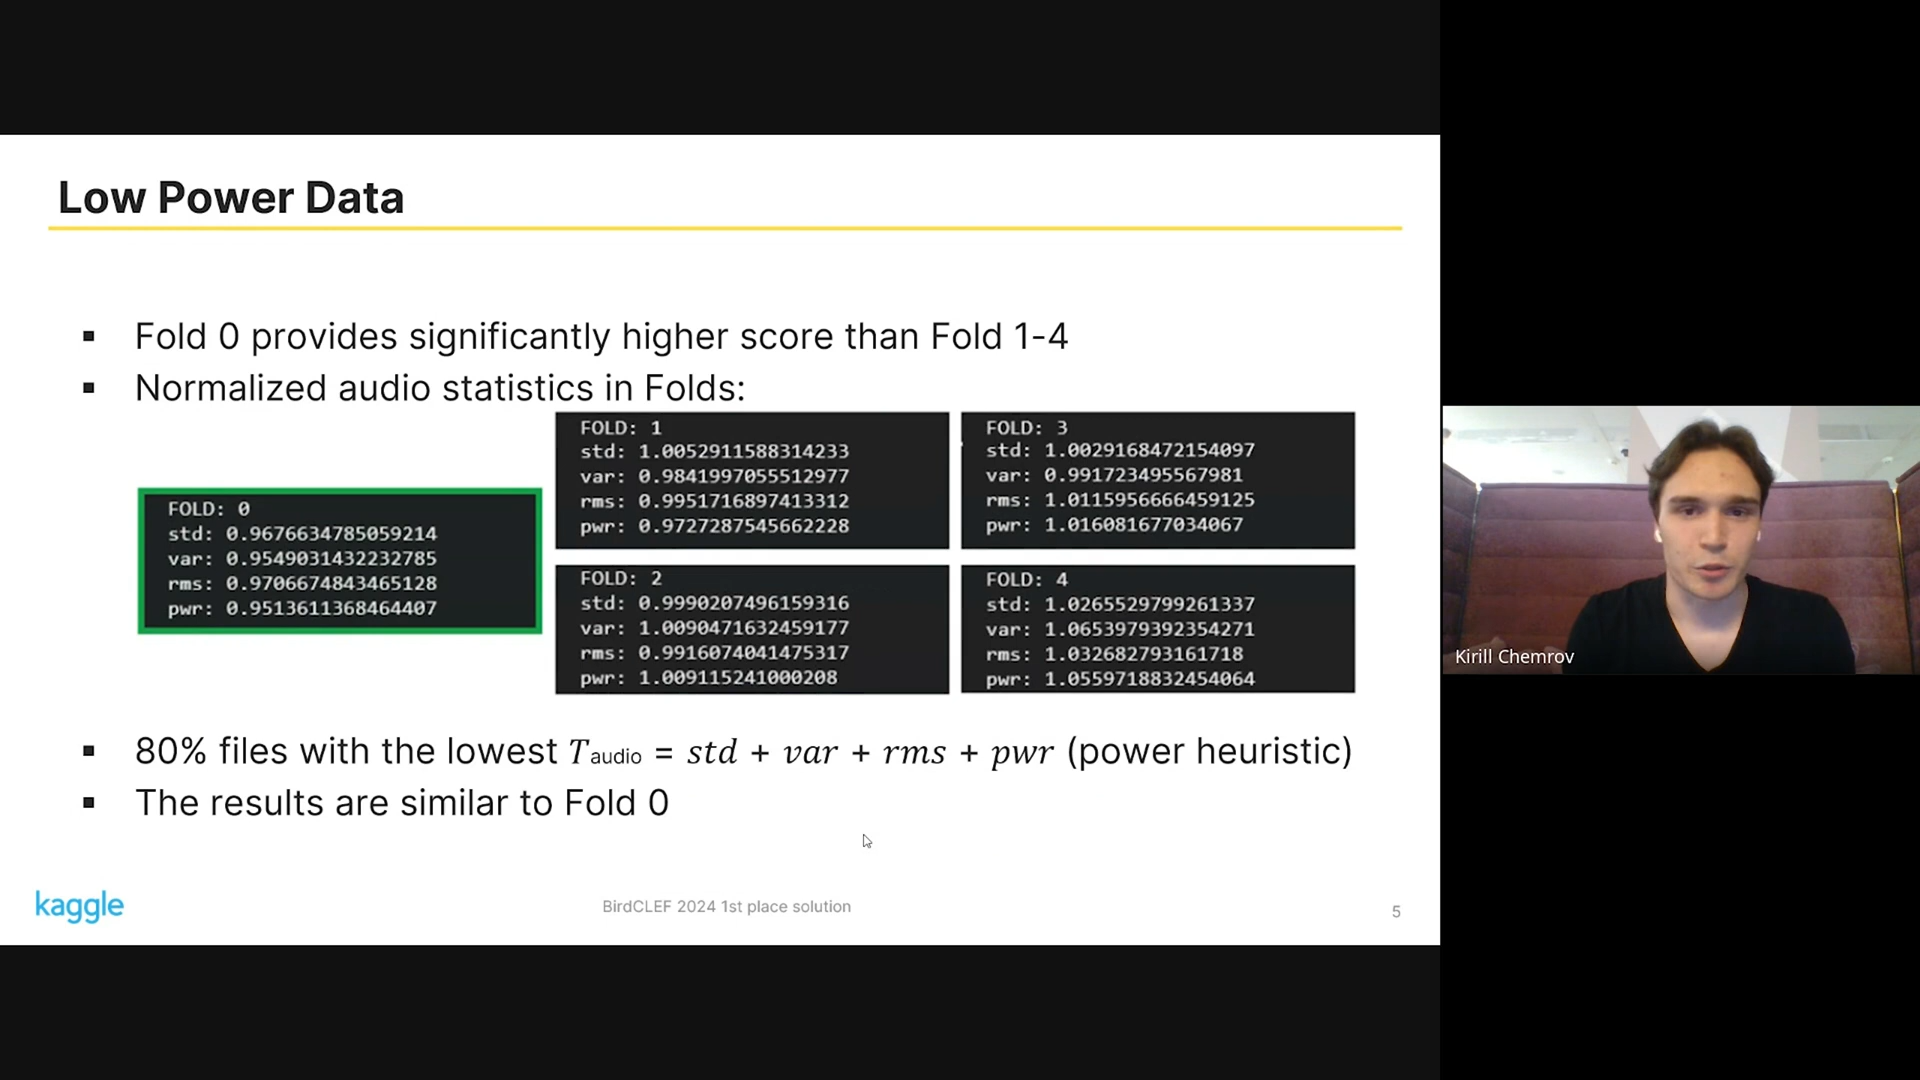 Low Power Data
▪ Fold 0 provides significantly higher score than Fold 1-4
▪ Normalized audio statistics in Folds:
FOLD: 0
std: 0.9676634785059214
var: 0.9549031432232785
rms: 0.9706674843465128
pwr: 0.9513611368464407
FOLD: 1
std: 1.0052911588314233
var: 0.9841997055512977
rms: 0.9951716897413312
pwr: 0.9727287545662228
FOLD: 2
std: 0.9990207496159316
var: 1.0090471632459177
rms: 0.9916074041475317
pwr: 1.009115241000208
FOLD: 3
std: 1.0029168472154097
var: 0.991723495567981
rms: 1.0115956666459125
pwr: 1.016081677034067
FOLD: 4
std: 1.0265529799261337
var: 1.0653979392354271
rms: 1.032682793161718
pwr: 1.0559718832454064
▪ 80% files with the lowest Taudio = std + var + rms + pwr (power heuristic)
▪ The results are similar to Fold 0
kaggle
BirdCLEF 2024 1st place solution
5
Kirill Chemrov